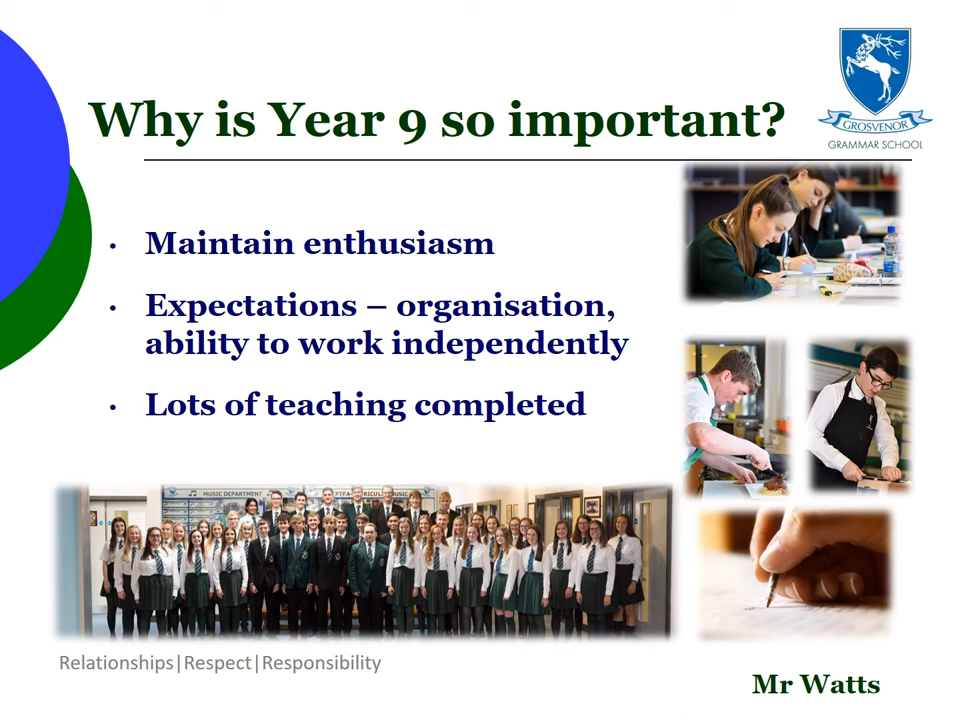 Why is Year 9 so important?
GROSVENOR
GRAMMAR SCHOOL
• Maintain enthusiasm
• Expectations – organisation,
ability to work independently
• Lots of teaching completed
MUSIC DEPARTMENT
Relationships|Respect|Responsibility
Mr Watts